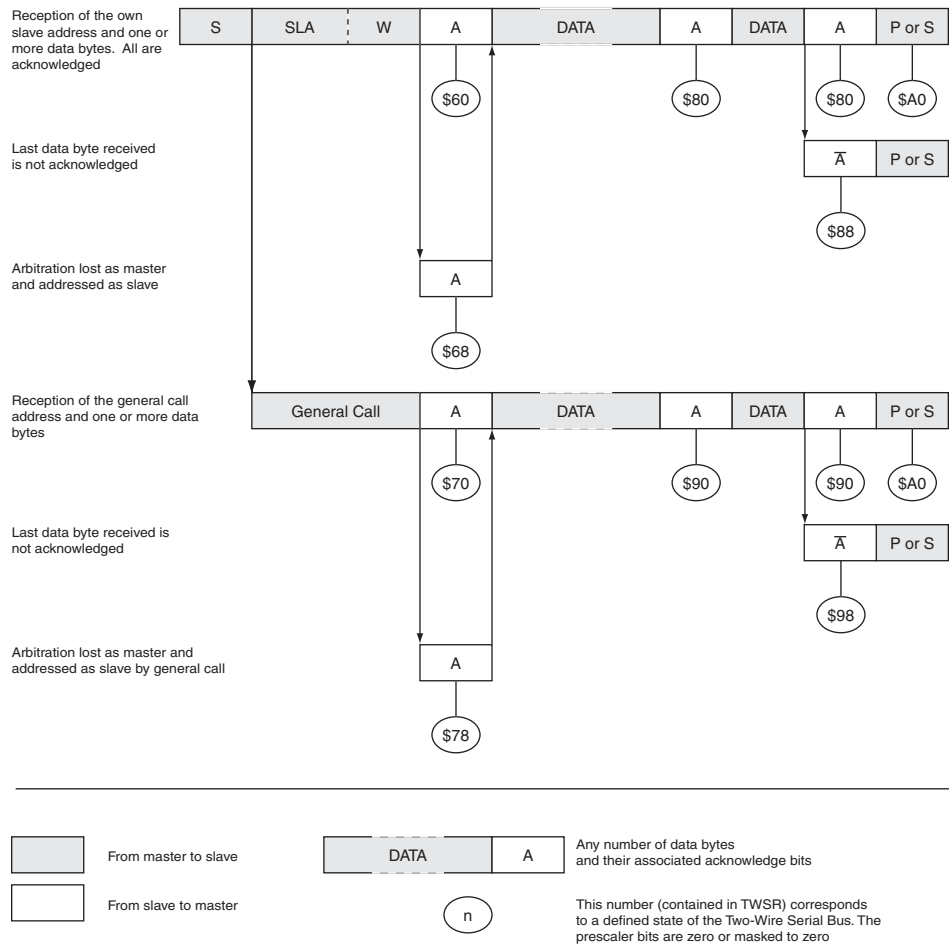 Reception of the own
slave address and one or
more data bytes. All are
acknowledged
S SLA W A DATA A DATA A P or S
$60 $80 $80 $A0
Last data byte received
is not acknowledged
A̅ P or S
$88
Arbitration lost as master
and addressed as slave
A
$68
Reception of the general call
address and one or more data
bytes
General Call A DATA A DATA A P or S
$70 $90 $90 $A0
Last data byte received is
not acknowledged
A̅ P or S
$98
Arbitration lost as master and
addressed as slave by general call
A
$78
From master to slave
DATA A
Any number of data bytes
and their associated acknowledge bits
From slave to master
n
This number (contained in TWSR) corresponds
to a defined state of the Two-Wire Serial Bus. The
prescaler bits are zero or masked to zero